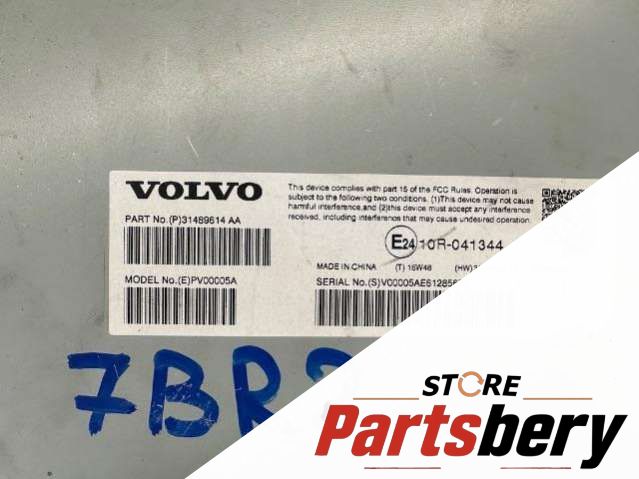 VOLVO
This device complies with part 15 of the FCC Rules. Operation is
subject to the following two conditions. (1)This device may not cause
harmful interference,and (2)this device must accept any interference
received, including interference that may cause undesired operation.
PART No.(P)31489614 AA
E24 10R-041344
MADE IN CHINA (T) 16W48 (HW)
MODEL No.(E)PV00005A
SERIAL No.(S)V00005AE61285
7BR
STORE
Partsbery